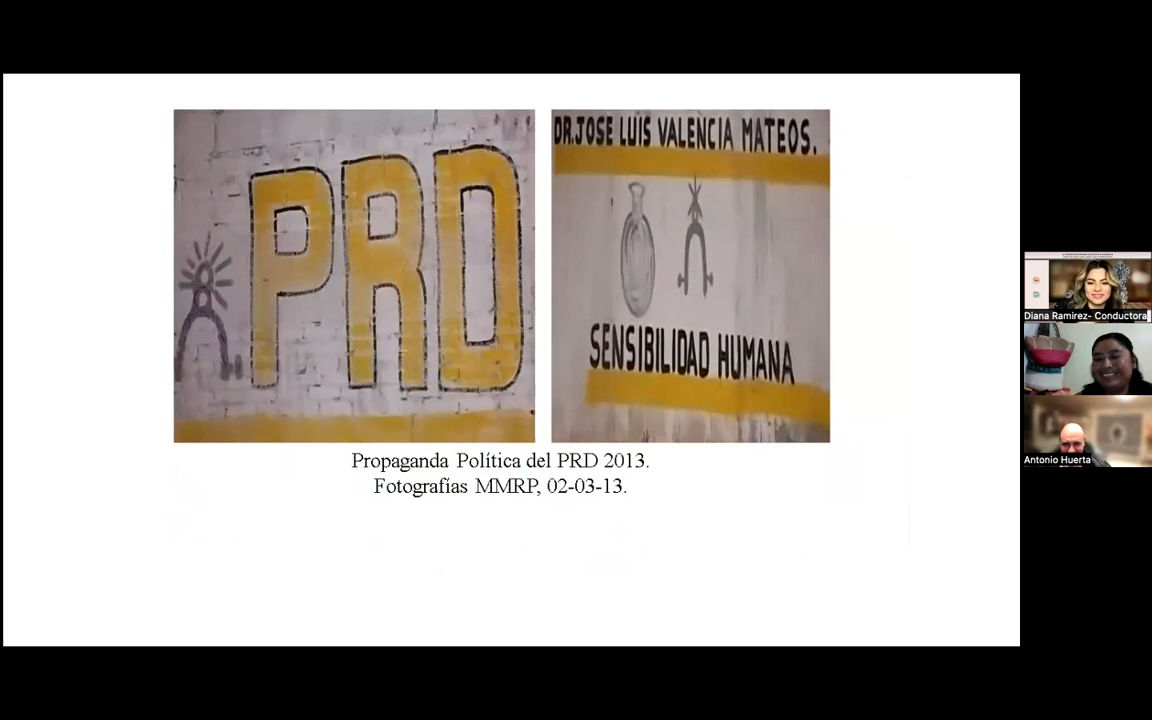 PRD
DR. JOSE LUIS VALENCIA MATEOS.
SENSIBILIDAD HUMANA
Propaganda Política del PRD 2013.
Fotografías MMRP, 02-03-13.
Diana Ramirez- Conductora
Antonio Huerta